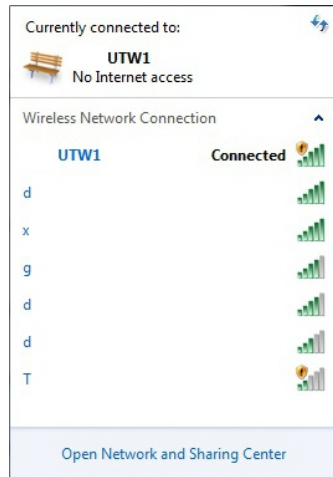 Currently connected to:
UTW1
No Internet access
Wireless Network Connection
UTW1 Connected
d
x
g
d
d
T
Open Network and Sharing Center